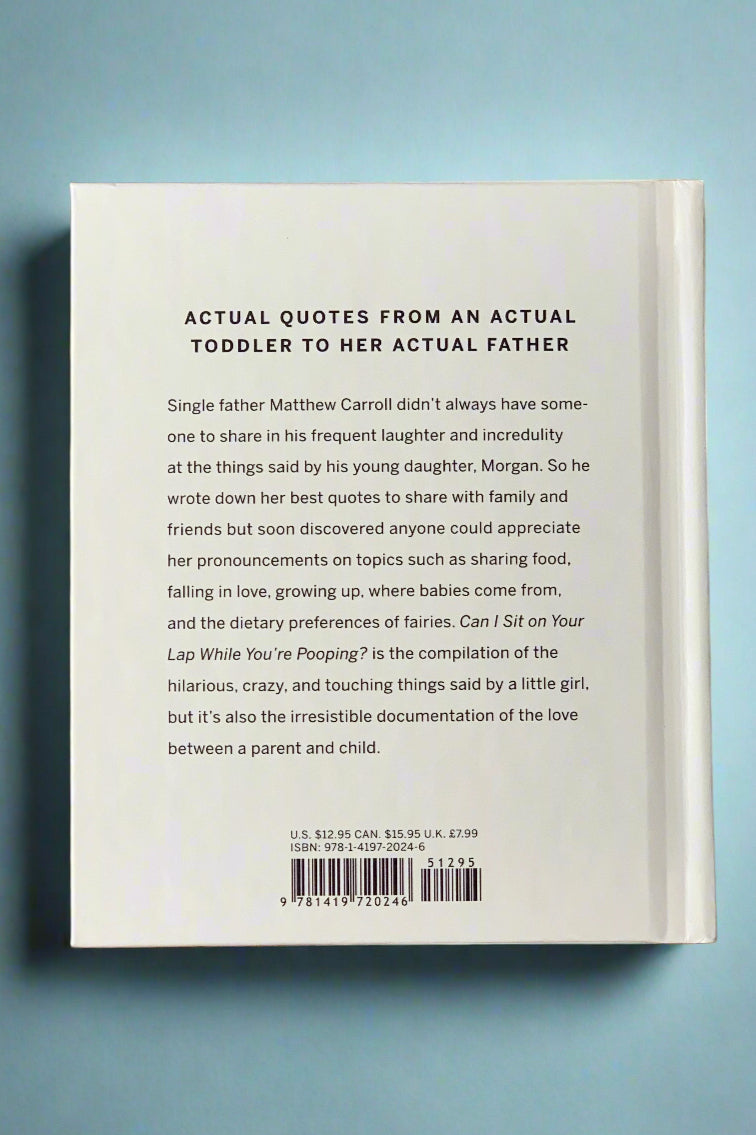 ACTUAL QUOTES FROM AN ACTUAL
TODDLER TO HER ACTUAL FATHER
Single father Matthew Carroll didn't always have some-
one to share in his frequent laughter and incredulity
at the things said by his young daughter, Morgan. So he
wrote down her best quotes to share with family and
friends but soon discovered anyone could appreciate
her pronouncements on topics such as sharing food,
falling in love, growing up, where babies come from,
and the dietary preferences of fairies. Can I Sit on Your
Lap While You're Pooping? is the compilation of the
hilarious, crazy, and touching things said by a little girl,
but it's also the irresistible documentation of the love
between a parent and child.
U.S. $12.95 CAN. $15.95 U.K. £7.99
ISBN: 978-1-4197-2024-6
51295
9 781419 720246